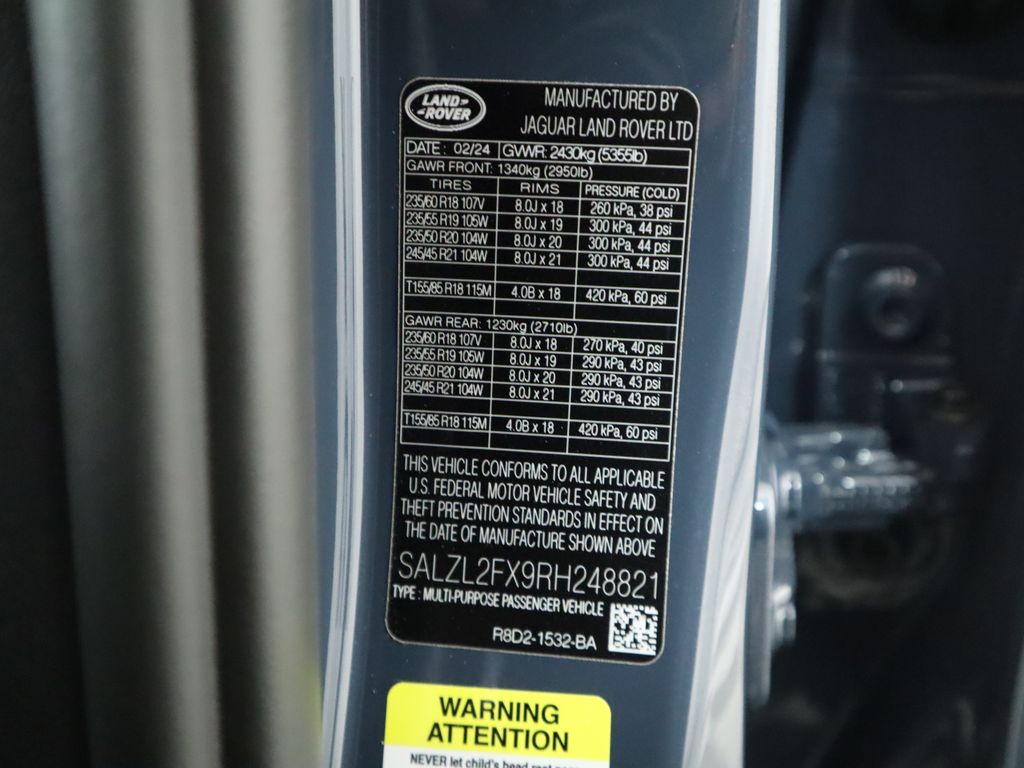 LAND ROVER
MANUFACTURED BY
JAGUAR LAND ROVER LTD
DATE : 02/24 GVWR: 2430kg (5355lb)
GAWR FRONT: 1340kg (2950lb)
TIRES RIMS PRESSURE (COLD)
235/60 R18 107V 8.0J x 18 260 kPa, 38 psi
235/55 R19 105W 8.0J x 19 300 kPa, 44 psi
235/50 R20 104W 8.0J x 20 300 kPa, 44 psi
245/45 R21 104W 8.0J x 21 300 kPa, 44 psi
T155/85 R18 115M 4.0B x 18 420 kPa, 60 psi
GAWR REAR: 1230kg (2710lb)
235/60 R18 107V 8.0J x 18 270 kPa, 40 psi
235/55 R19 105W 8.0J x 19 290 kPa, 43 psi
235/50 R20 104W 8.0J x 20 290 kPa, 43 psi
245/45 R21 104W 8.0J x 21 290 kPa, 43 psi
T155/85 R18 115M 4.0B x 18 420 kPa, 60 psi
THIS VEHICLE CONFORMS TO ALL APPLICABLE
U.S. FEDERAL MOTOR VEHICLE SAFETY AND
THEFT PREVENTION STANDARDS IN EFFECT ON
THE DATE OF MANUFACTURE SHOWN ABOVE
SALZL2FX9RH248821
TYPE : MULTI-PURPOSE PASSENGER VEHICLE
R8D2-1532-BA
WARNING
ATTENTION
NEVER let child's head rest